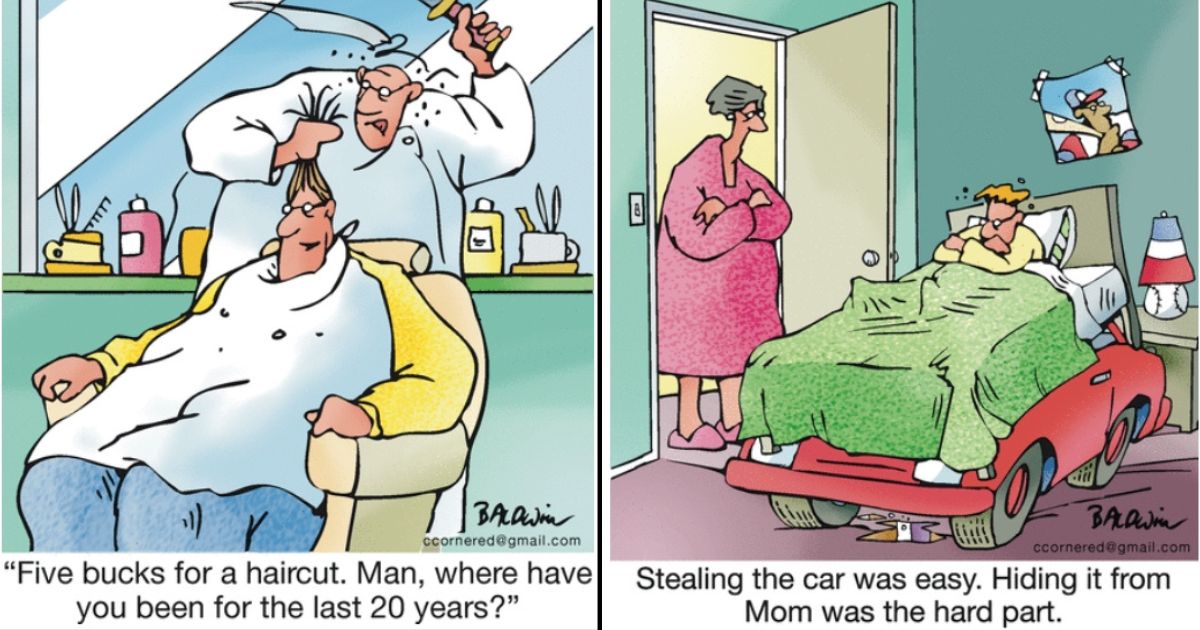 BALDWIN
ccornered@gmail.com
“Five bucks for a haircut. Man, where have
you been for the last 20 years?”
BALDWIN
ccornered@gmail.com
Stealing the car was easy. Hiding it from
Mom was the hard part.